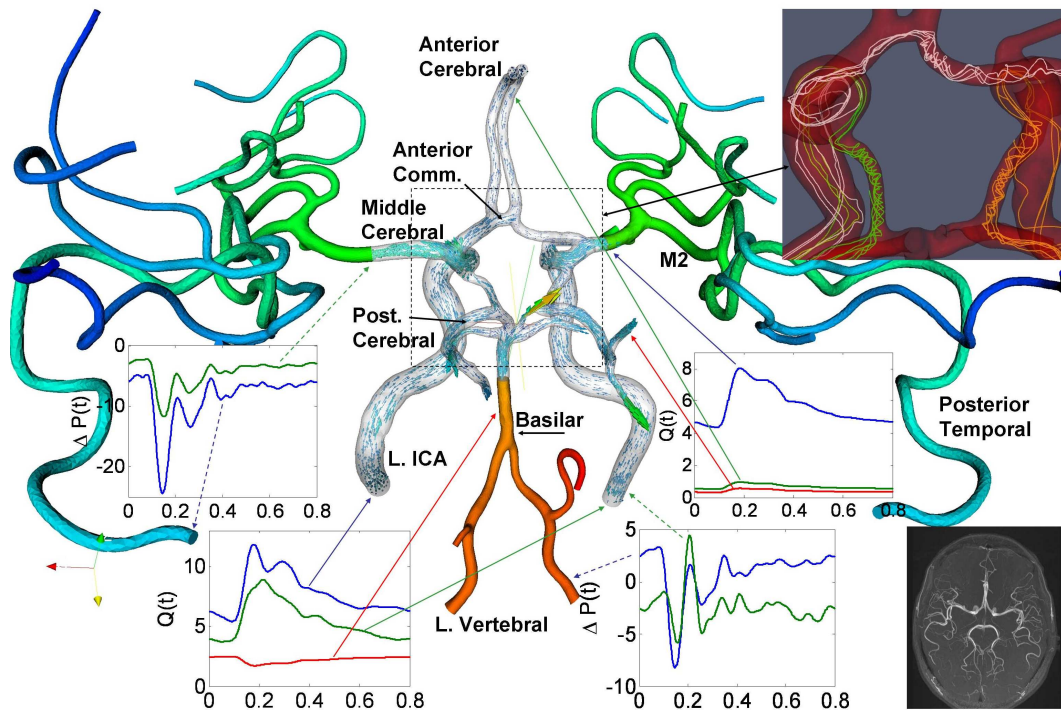 Anterior
Cerebral
Anterior
Comm.
Middle
Cerebral
M2
Post.
Cerebral
Posterior
Temporal
Basilar
L. ICA
L. Vertebral
Δ P(t)
0
-10
-20
0 0.2 0.4 0.6 0.8
Q(t)
8
6
4
2
0
0 0.2 0.4 0.6 0.8
Q(t)
10
5
0
0 0.2 0.4 0.6 0.8
Δ P(t)
5
0
-5
-10
0 0.2 0.4 0.6 0.8